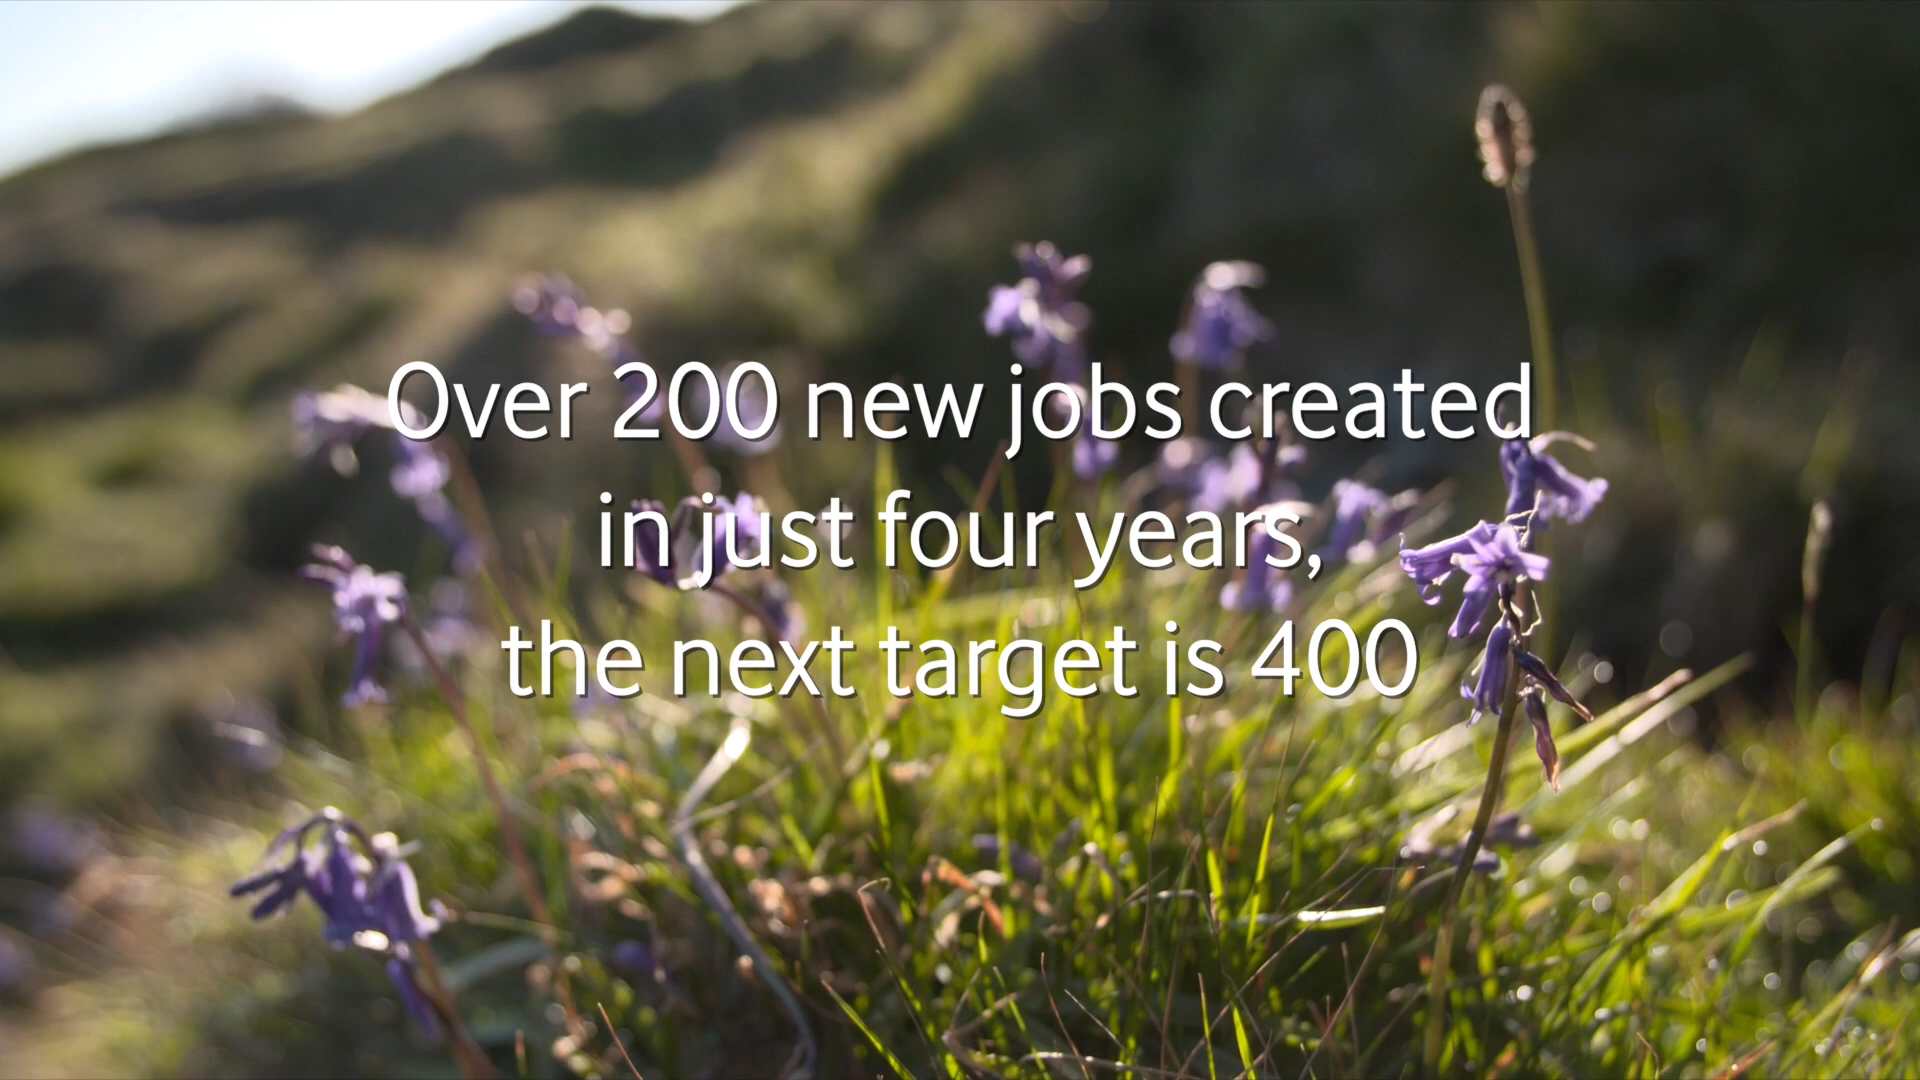 Over 200 new jobs created
in just four years,
the next target is 400